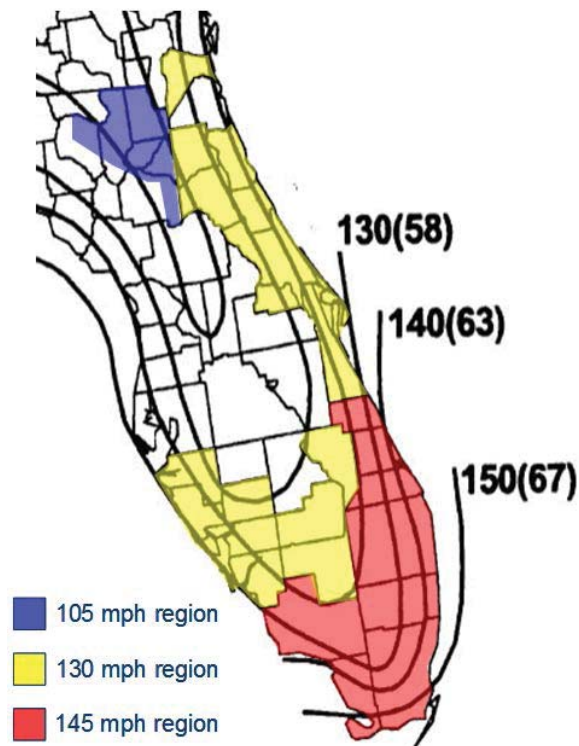 130(58)
140(63)
150(67)
105 mph region
130 mph region
145 mph region